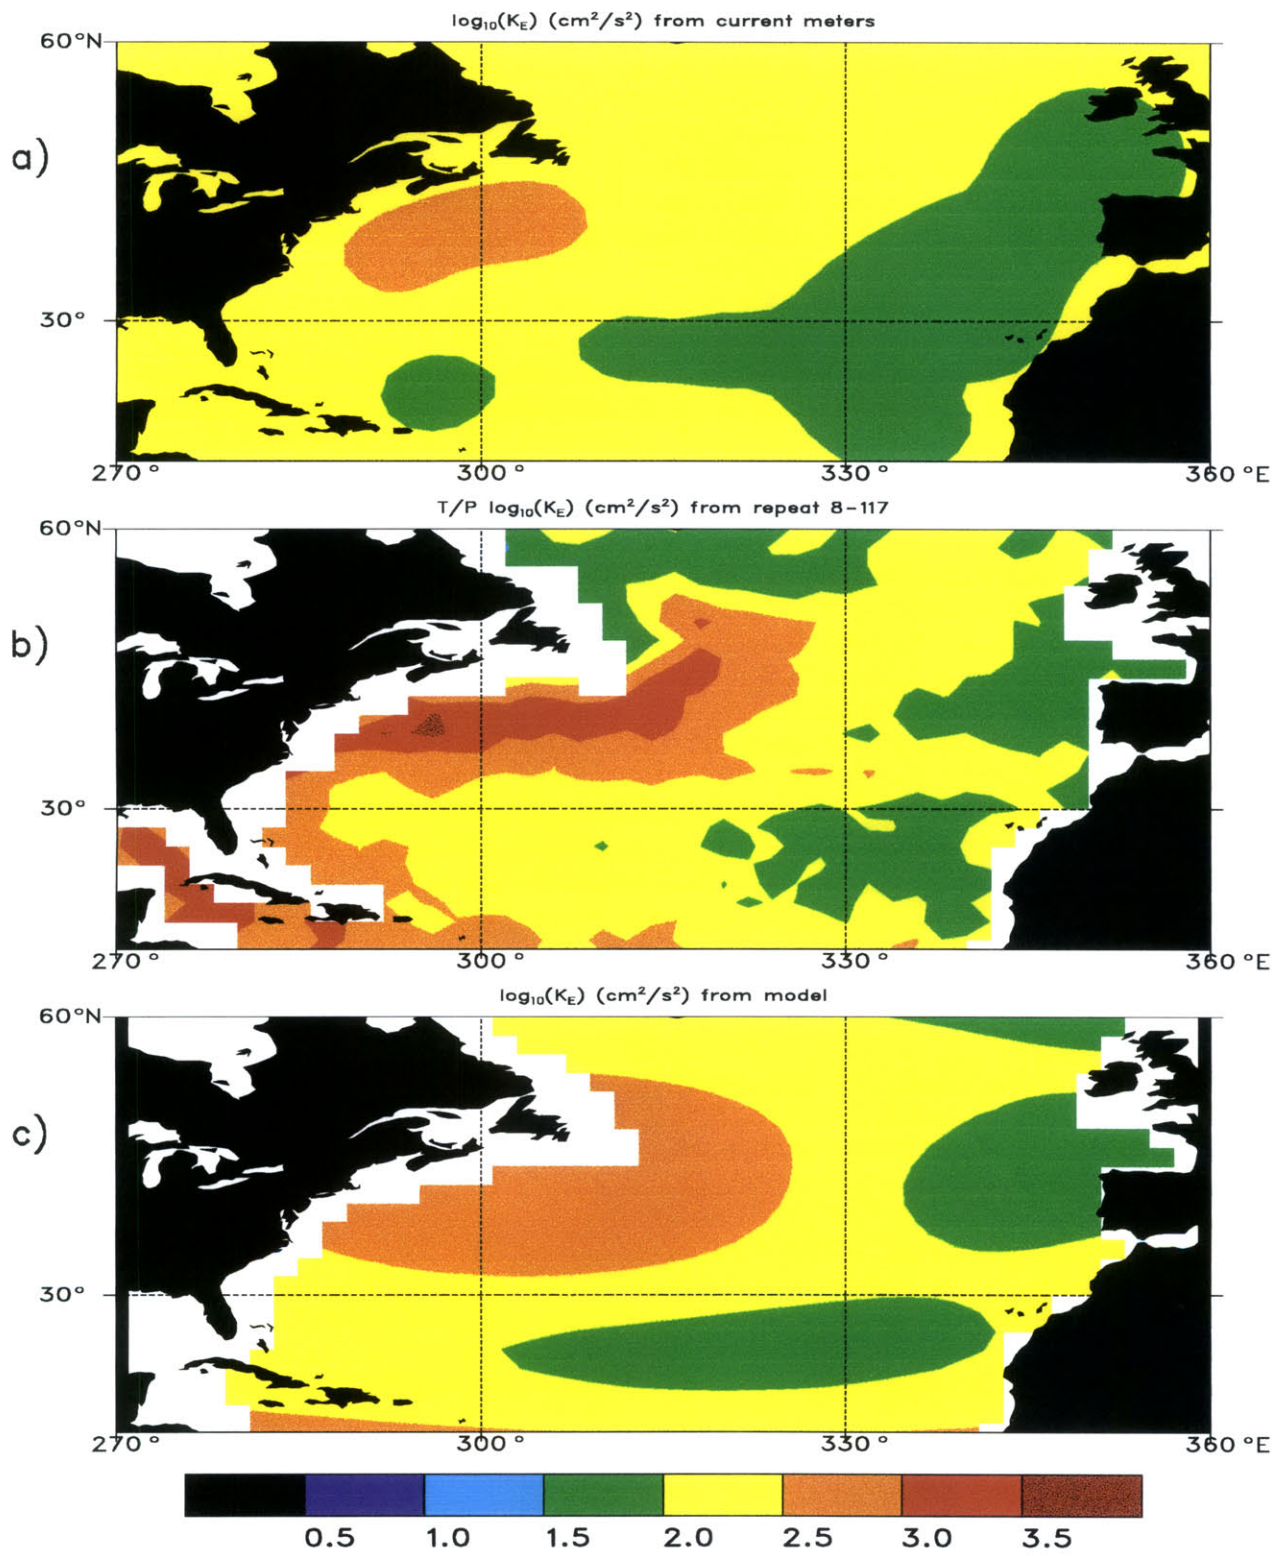 log₁₀(K_E) (cm²/s²) from current meters
60°N
a)
30°
270° 300° 330° 360°E
T/P log₁₀(K_E) (cm²/s²) from repeat 8-117
60°N
b)
30°
270° 300° 330° 360°E
log₁₀(K_E) (cm²/s²) from model
60°N
c)
30°
270° 300° 330° 360°E
0.5 1.0 1.5 2.0 2.5 3.0 3.5